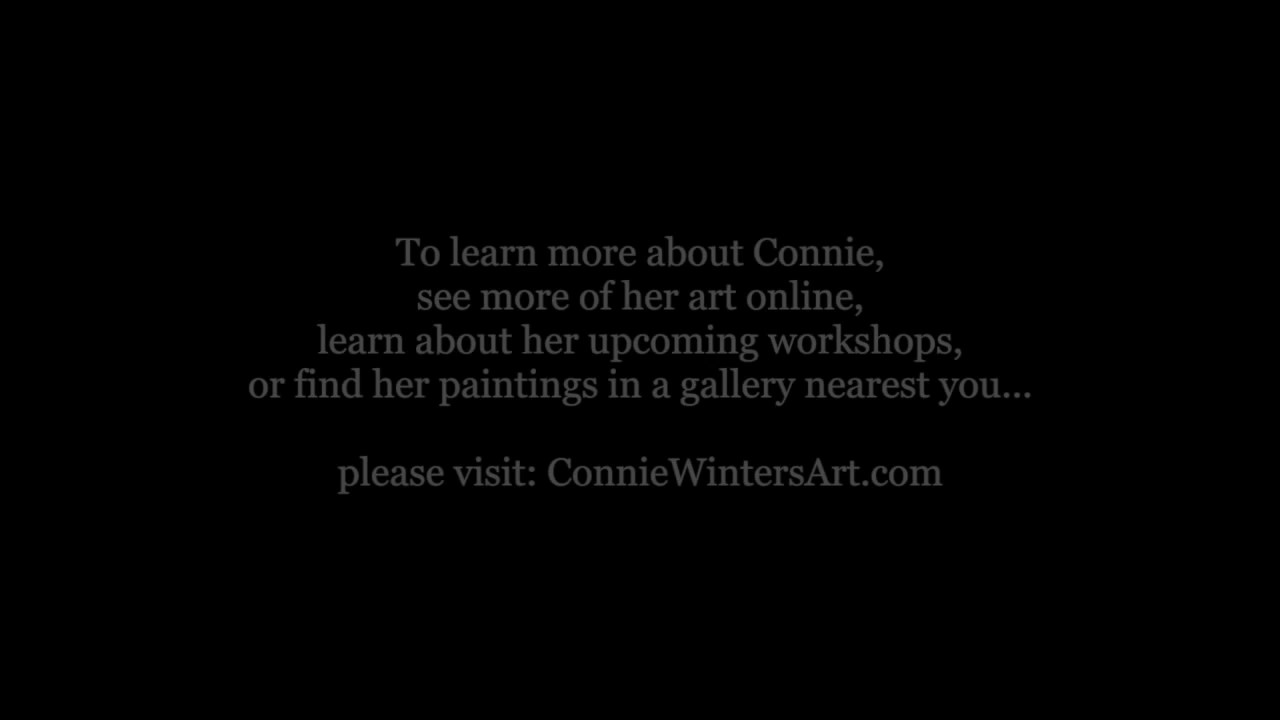 To learn more about Connie,
see more of her art online,
learn about her upcoming workshops,
or find her paintings in a gallery nearest you...
please visit: ConnieWintersArt.com